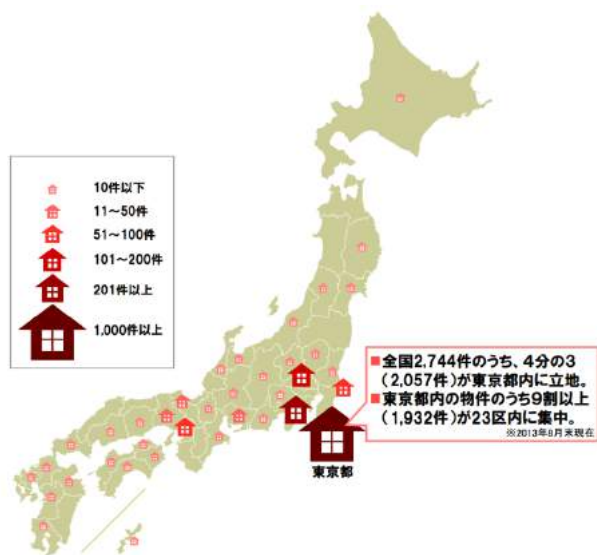 10件以下
11～50件
51～100件
101～200件
201件以上
1,000件以上
■全国2,744件のうち、4分の3
（2,057件）が東京都内に立地。
■東京都内の物件のうち9割以上
（1,932件）が23区内に集中。
※2013年8月末現在
東京都